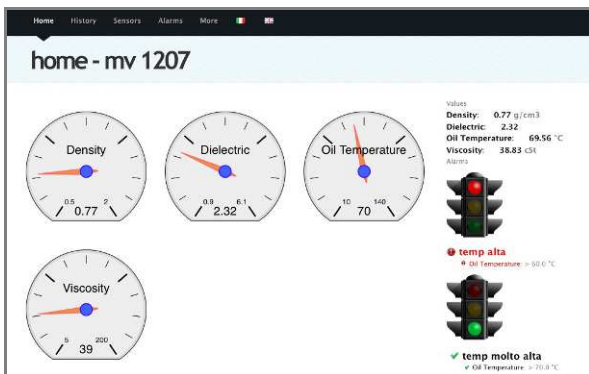 Home History Sensors Alarms More
home - mv 1207
Density
0.5 2
0.77
Dielectric
0.9 6.1
2.32
Oil Temperature
10 140
70
Viscosity
5 200
39
Values
Density: 0.77 g/cm3
Dielectric: 2.32
Oil Temperature: 69.56 °C
Viscosity: 38.83 cSt
Alarms
temp alta
Oil Temperature: > 60.0 °C
temp molto alta
Oil Temperature: > 70.0 °C